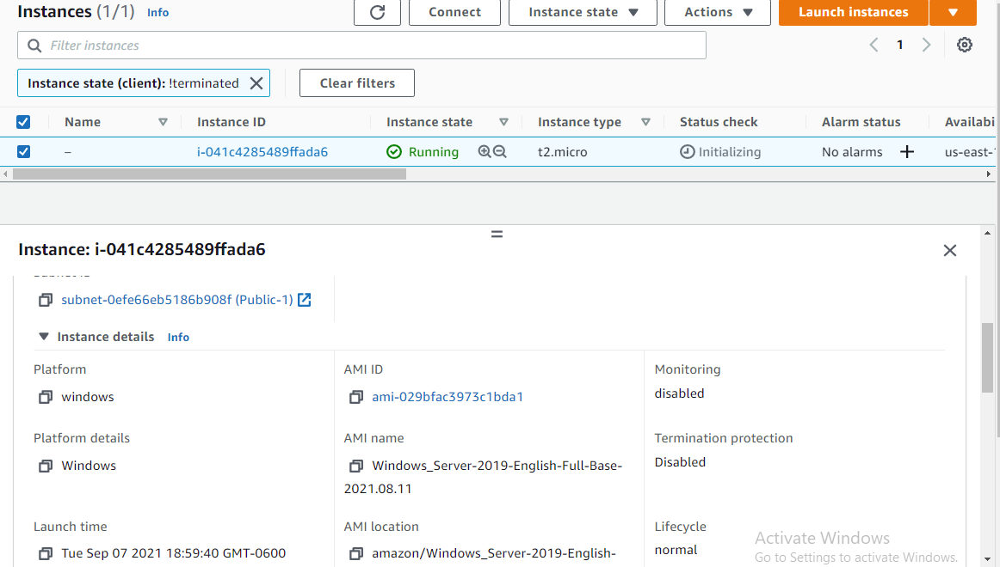 Instances (1/1) Info
Connect
Instance state
Actions
Launch instances
Filter instances
1
Instance state (client): !terminated
Clear filters
Name Instance ID Instance state Instance type Status check Alarm status Availabi
– i-041c4285489ffada6 Running t2.micro Initializing No alarms + us-east-1
Instance: i-041c4285489ffada6
subnet-0efe66eb5186b908f (Public-1)
Instance details Info
Platform AMI ID Monitoring
windows ami-029bfac3973c1bda1 disabled
Platform details AMI name Termination protection
Windows Windows_Server-2019-English-Full-Base- Disabled
2021.08.11
Launch time AMI location Lifecycle
Tue Sep 07 2021 18:59:40 GMT-0600 amazon/Windows_Server-2019-English- normal
Activate Windows
Go to Settings to activate Windows.